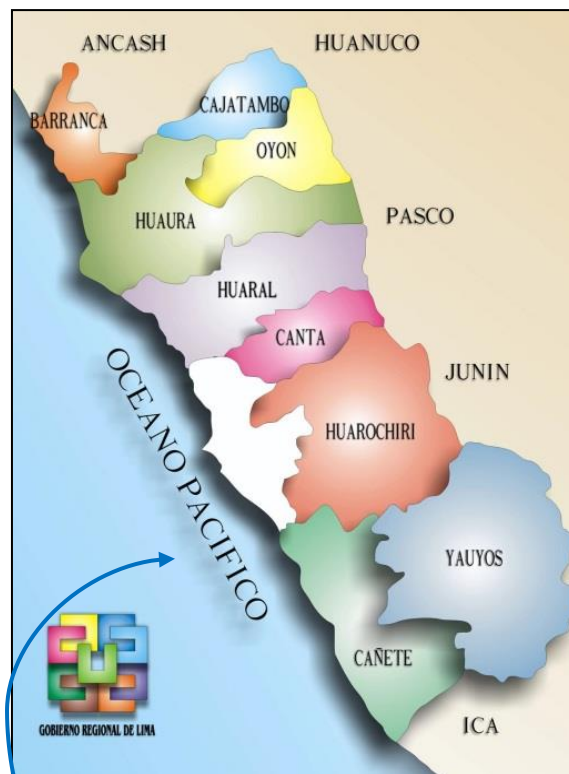 ANCASH
HUANUCO
CAJATAMBO
BARRANCA
OYON
HUAURA
PASCO
HUARAL
CANTA
JUNIN
HUAROCHIRI
OCEANO PACIFICO
YAUYOS
CAÑETE
ICA
GOBIERNO REGIONAL DE LIMA